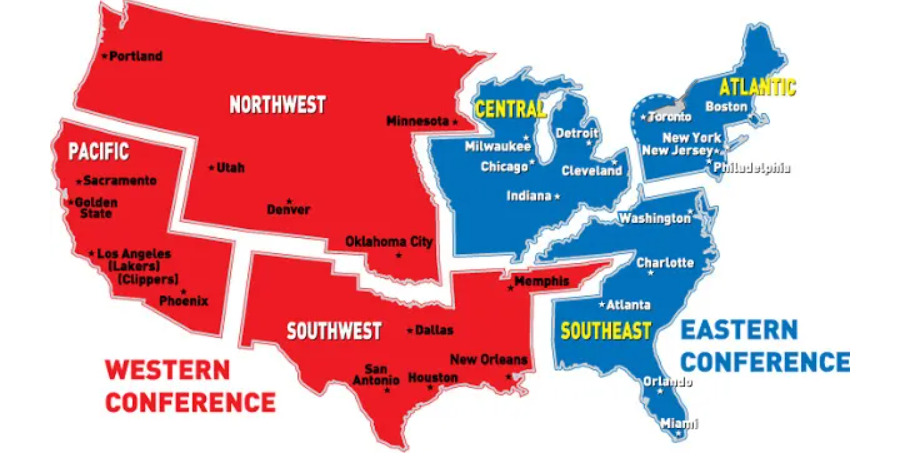 Portland
NORTHWEST
Minnesota
Utah
Denver
Oklahoma City
PACIFIC
Sacramento
Golden
State
Los Angeles
(Lakers)
(Clippers)
Phoenix
SOUTHWEST
Dallas
Memphis
San
Antonio
Houston
New Orleans
WESTERN
CONFERENCE
CENTRAL
Milwaukee
Detroit
Chicago
Cleveland
Indiana
ATLANTIC
Boston
Toronto
New York
New Jersey
Philadelphia
Washington
Charlotte
Atlanta
SOUTHEAST
Orlando
Miami
EASTERN
CONFERENCE